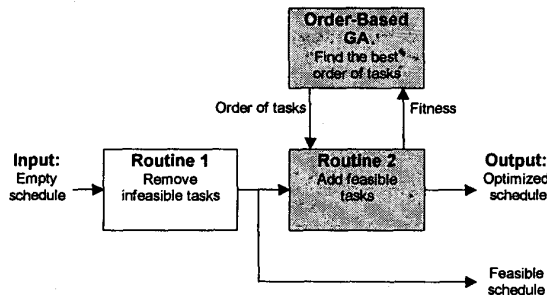 Order-Based
GA.
"Find the best
order of tasks"
Order of tasks
Fitness
Input:
Empty
schedule
Routine 1
Remove
infeasible tasks
Routine 2
Add feasible
tasks
Output:
Optimized
schedule
Feasible
schedule